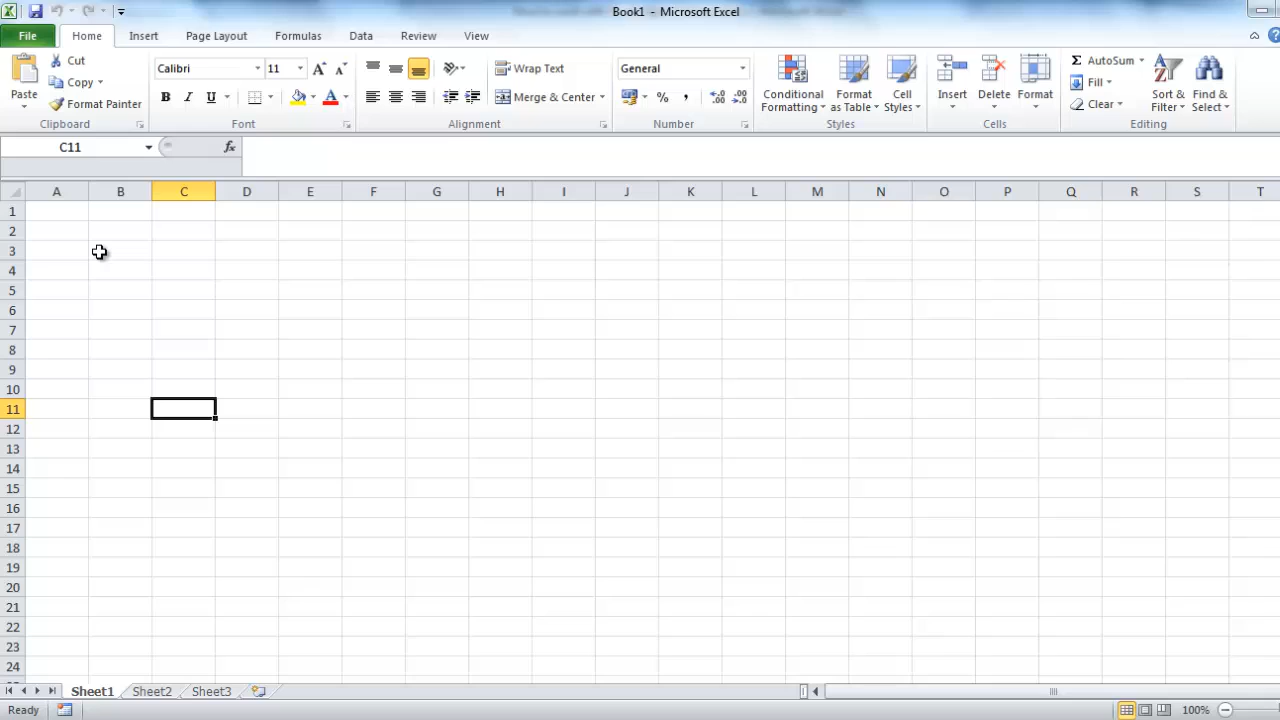 Book1 - Microsoft Excel
File Home Insert Page Layout Formulas Data Review View
Cut
Copy
Format Painter
Paste
Clipboard
Calibri 11
B I U
Font
Wrap Text
Merge & Center
Alignment
General
% ,
Number
Conditional Formatting
Format as Table
Cell Styles
Styles
Insert
Delete
Format
Cells
AutoSum
Fill
Clear
Sort & Filter
Find & Select
Editing
C11 fx
A B C D E F G H I J K L M N O P Q R S T
1
2
3
4
5
6
7
8
9
10
11
12
13
14
15
16
17
18
19
20
21
22
23
24
Sheet1 Sheet2 Sheet3
Ready 100%